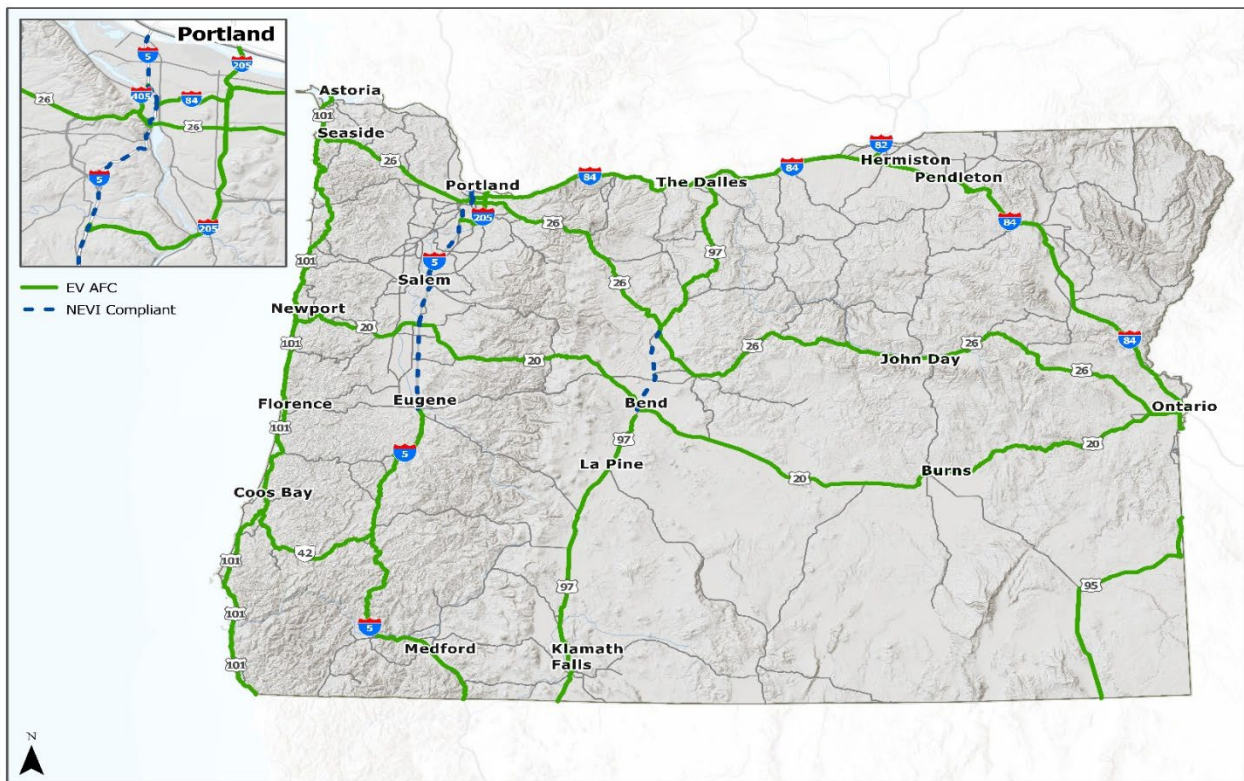 Portland
5
205
405
84
26
26
5
205
EV AFC
NEVI Compliant
N
Astoria
101
Seaside
26
Portland
205
84
The Dalles
84
82
Hermiston
Pendleton
84
26
97
101
5
Salem
26
Newport
101
20
20
26
John Day
26
26
84
Ontario
101
Florence
Eugene
Bend
101
97
20
5
La Pine
20
Burns
Coos Bay
42
101
97
95
101
5
Medford
Klamath
Falls
101